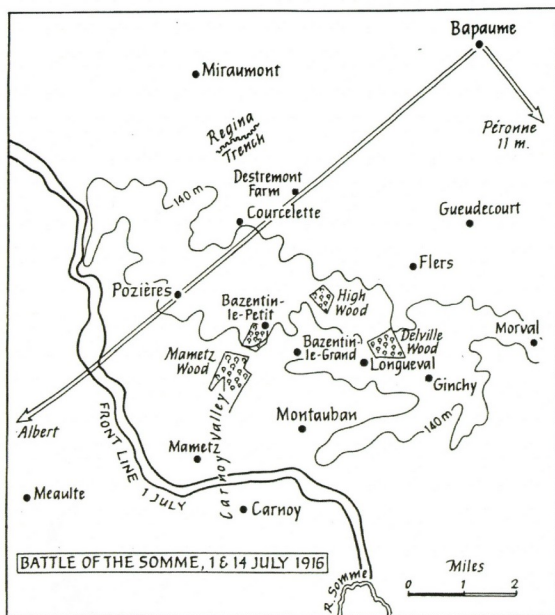 Bapaume
Miraumont
Péronne
11 m.
Regina
Trench
Destremont
Farm
140 m
Courcelette
Gueudecourt
Flers
Pozières
High
Wood
Bazentin-
le-Petit
Morval
Delville
Wood
Bazentin-
le-Grand
Mametz
Wood
Longueval
Ginchy
Albert
FRONT LINE
1 JULY
Montauban
140m
Mametz
Carnoy Valley
Meaulte
Carnoy
BATTLE OF THE SOMME, 1 & 14 JULY 1916
R. Somme
Miles
0 1 2